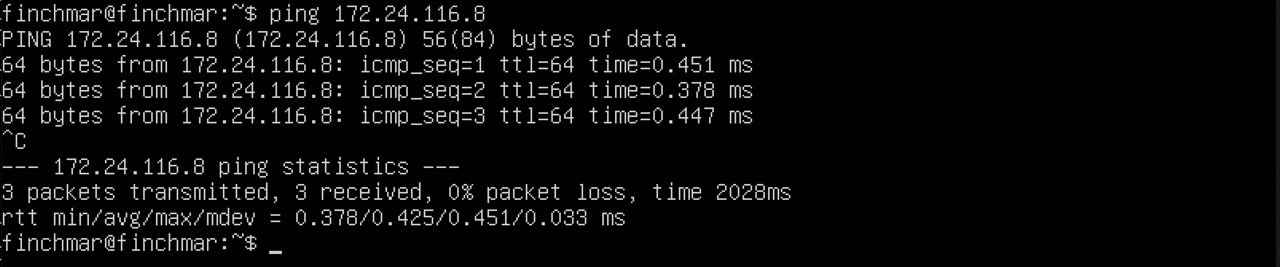 finchmar@finchmar:~$ ping 172.24.116.8
PING 172.24.116.8 (172.24.116.8) 56(84) bytes of data.
64 bytes from 172.24.116.8: icmp_seq=1 ttl=64 time=0.451 ms
64 bytes from 172.24.116.8: icmp_seq=2 ttl=64 time=0.378 ms
64 bytes from 172.24.116.8: icmp_seq=3 ttl=64 time=0.447 ms
^C
--- 172.24.116.8 ping statistics ---
3 packets transmitted, 3 received, 0% packet loss, time 2028ms
rtt min/avg/max/mdev = 0.378/0.425/0.451/0.033 ms
finchmar@finchmar:~$ _